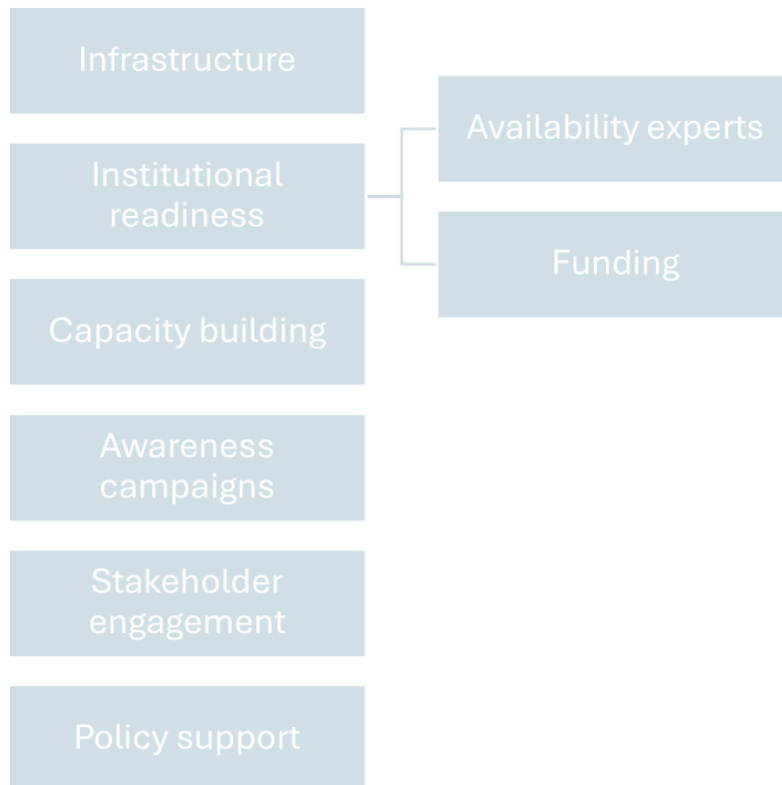 Infrastructure
Institutional
readiness
Availability experts
Funding
Capacity building
Awareness
campaigns
Stakeholder
engagement
Policy support